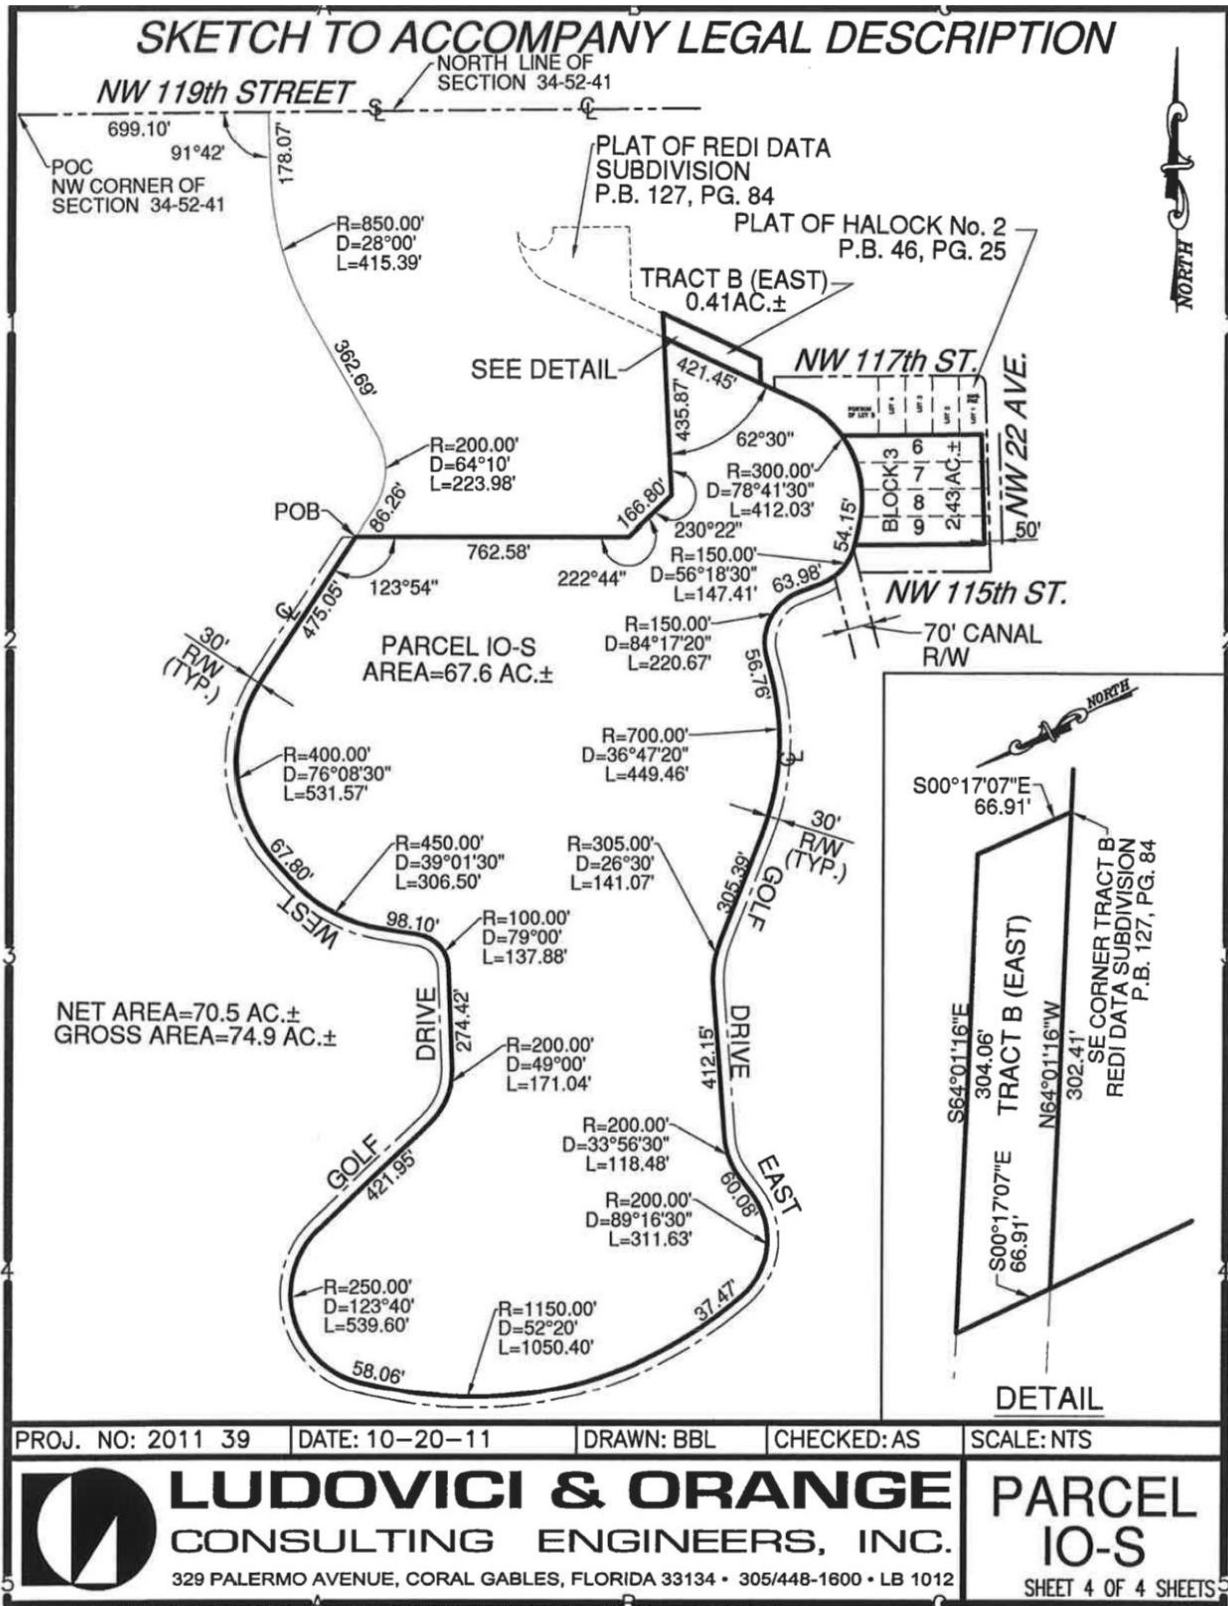 SKETCH TO ACCOMPANY LEGAL DESCRIPTION
NORTH LINE OF
SECTION 34-52-41
NW 119th STREET
699.10'
91°42'
178.07'
POC
NW CORNER OF
SECTION 34-52-41
PLAT OF REDI DATA
SUBDIVISION
P.B. 127, PG. 84
PLAT OF HALOCK No. 2
P.B. 46, PG. 25
NORTH
R=850.00'
D=28°00'
L=415.39'
TRACT B (EAST)
0.41AC.±
362.69'
SEE DETAIL
421.45'
435.87'
62°30"
NW 117th ST.
NW 22 AVE.
PORTION
OF LOT 5
LOT 4
LOT 3
LOT 2
LOT 1
R=200.00'
D=64°10'
L=223.98'
R=300.00'
D=78°41'30"
L=412.03'
BLOCK 3
6
7
8
9
2.43 AC.±
50'
POB
86.26'
762.58'
166.80'
230°22"
222°44"
123°54"
475.05'
54.15'
R=150.00'
D=56°18'30"
L=147.41'
63.98'
NW 115th ST.
30'
R/W
(TYP.)
PARCEL IO-S
AREA=67.6 AC.±
R=150.00'
D=84°17'20"
L=220.67'
70' CANAL
R/W
56.76'
R=400.00'
D=76°08'30"
L=531.57'
R=700.00'
D=36°47'20"
L=449.46'
30'
R/W
(TYP.)
67.80'
R=450.00'
D=39°01'30"
L=306.50'
R=305.00'
D=26°30'
L=141.07'
305.39'
GOLF
WEST
98.10'
R=100.00'
D=79°00'
L=137.88'
NET AREA=70.5 AC.±
GROSS AREA=74.9 AC.±
DRIVE
274.42'
R=200.00'
D=49°00'
L=171.04'
412.15'
DRIVE
GOLF
421.95'
R=200.00'
D=33°56'30"
L=118.48'
EAST
60.08'
R=200.00'
D=89°16'30"
L=311.63'
R=250.00'
D=123°40'
L=539.60'
58.06'
R=1150.00'
D=52°20'
L=1050.40'
37.47'
NORTH
S00°17'07"E
66.91'
SE CORNER TRACT B
REDI DATA SUBDIVISION
P.B. 127, PG. 84
S64°01'16"E
304.06'
TRACT B (EAST)
N64°01'16"W
302.41'
S00°17'07"E
66.91'
DETAIL
PROJ. NO: 2011 39
DATE: 10-20-11
DRAWN: BBL
CHECKED: AS
SCALE: NTS
LUDOVICI & ORANGE
CONSULTING ENGINEERS, INC.
329 PALERMO AVENUE, CORAL GABLES, FLORIDA 33134 • 305/448-1600 • LB 1012
PARCEL
IO-S
SHEET 4 OF 4 SHEETS